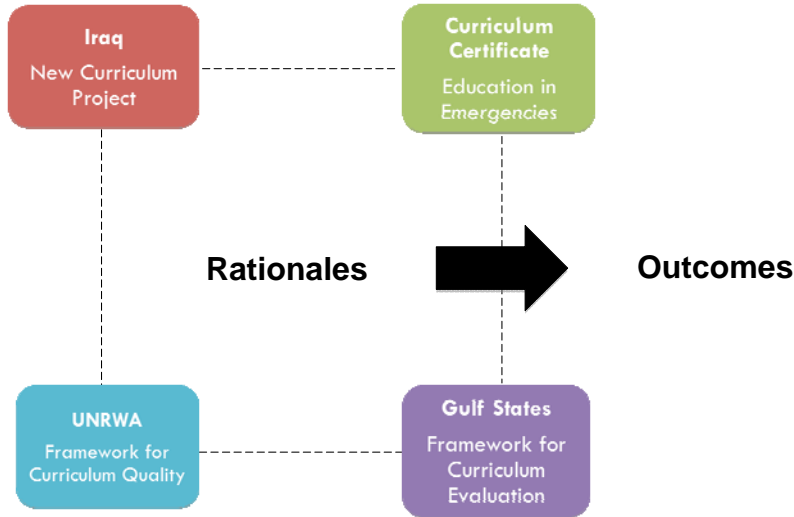 Iraq
New Curriculum
Project
Curriculum
Certificate
Education in
Emergencies
Rationales
Outcomes
UNRWA
Framework for
Curriculum Quality
Gulf States
Framework for
Curriculum
Evaluation